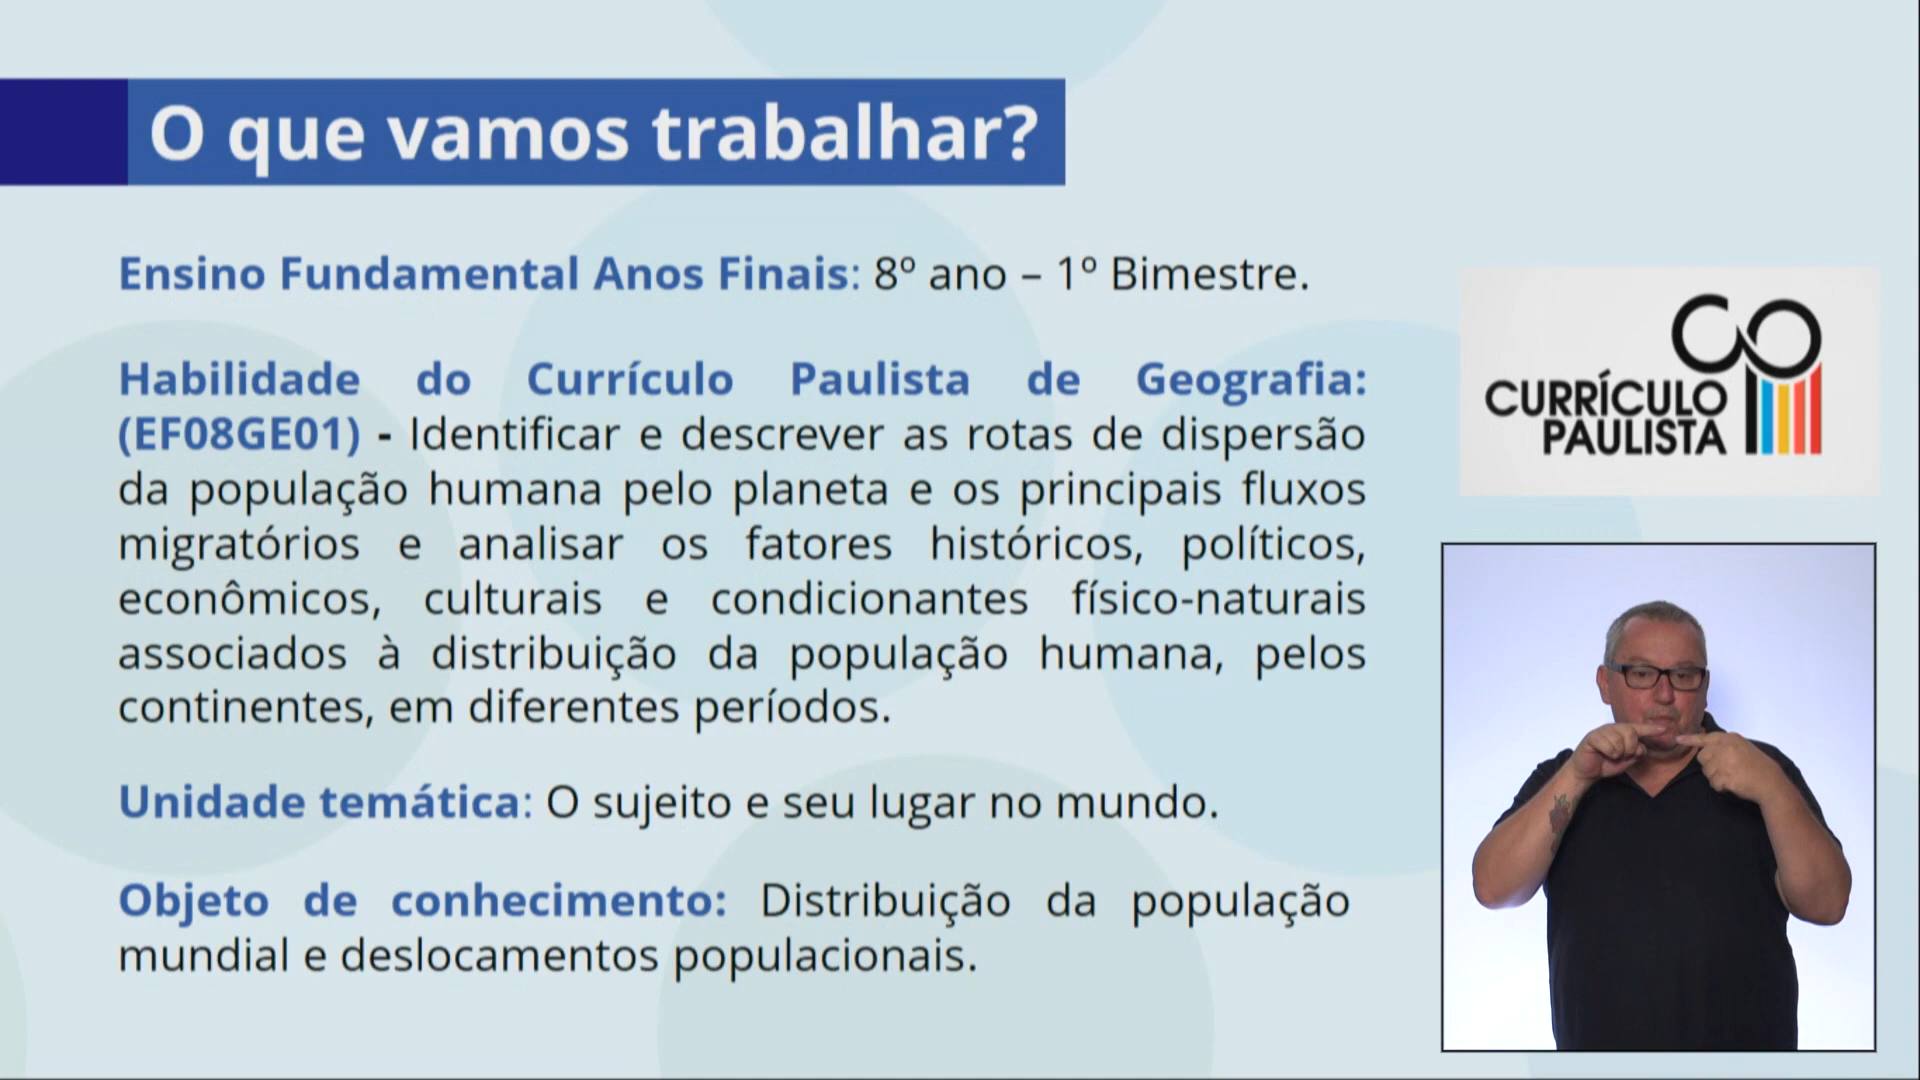 O que vamos trabalhar?
Ensino Fundamental Anos Finais: 8º ano – 1º Bimestre.
Habilidade do Currículo Paulista de Geografia:
(EF08GE01) - Identificar e descrever as rotas de dispersão
da população humana pelo planeta e os principais fluxos
migratórios e analisar os fatores históricos, políticos,
econômicos, culturais e condicionantes físico-naturais
associados à distribuição da população humana, pelos
continentes, em diferentes períodos.
Unidade temática: O sujeito e seu lugar no mundo.
Objeto de conhecimento: Distribuição da população
mundial e deslocamentos populacionais.
CURRÍCULO
PAULISTA